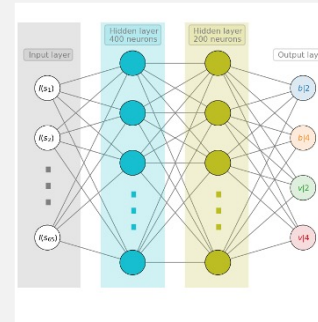 Input layer
Hidden layer
400 neurons
Hidden layer
200 neurons
Output lay
I(s₁)
I(s₂)
I(s₆₅)
b|2
b|4
v|2
v|4